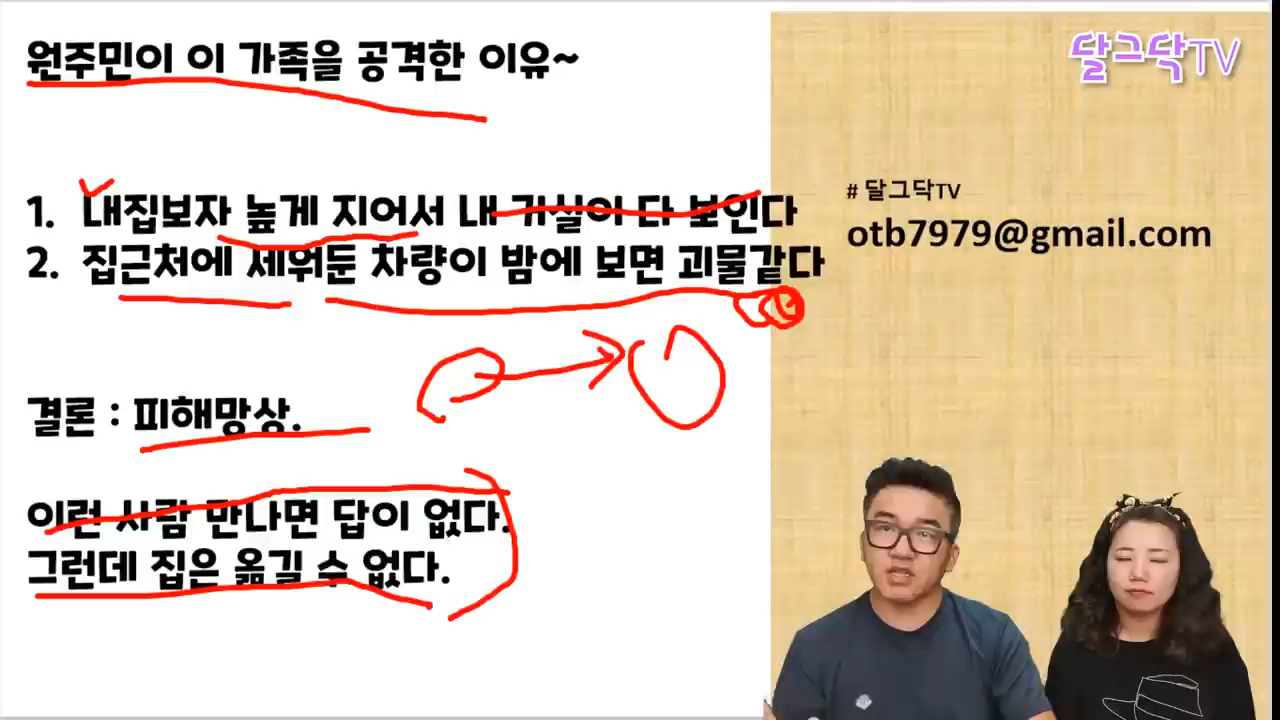 원주민이 이 가족을 공격한 이유~
1. 내집보자 높게 지어서 내 거실이 다 보인다
2. 집근처에 세워둔 차량이 밤에 보면 괴물같다
결론 : 피해망상.
이런 사람 만나면 답이 없다.
그런데 집은 옮길 수 없다.
달그닥TV
# 달그닥TV
otb7979@gmail.com